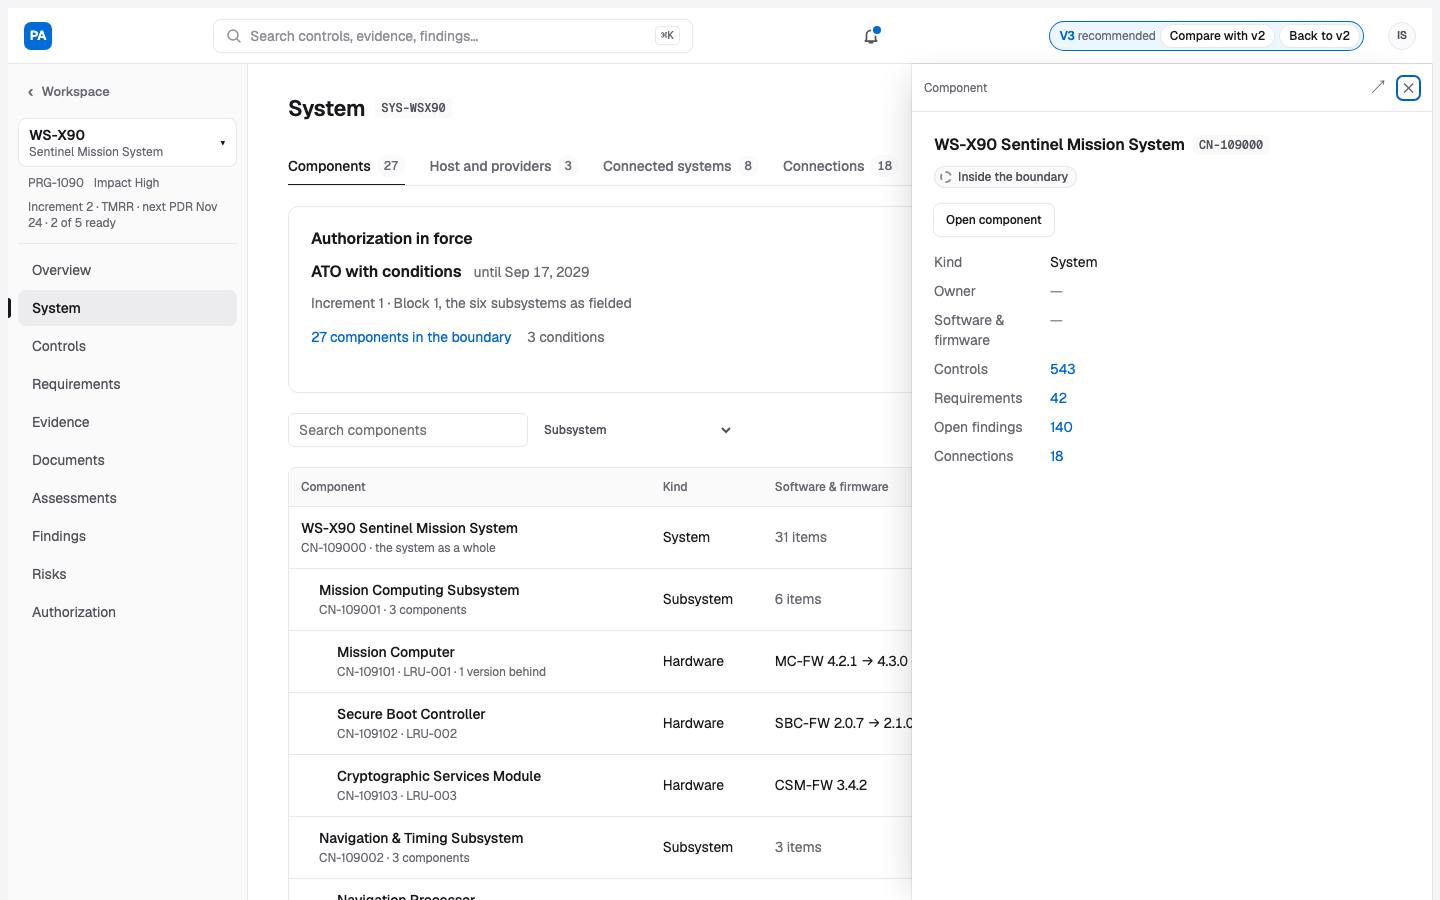 PA
Search controls, evidence, findings...
⌘K
V3 recommended
Compare with v2
Back to v2
IS
Workspace
WS-X90
Sentinel Mission System
PRG-1090 Impact High
Increment 2 · TMRR · next PDR Nov
24 · 2 of 5 ready
Overview
System
Controls
Requirements
Evidence
Documents
Assessments
Findings
Risks
Authorization
System SYS-WSX90
Components 27
Host and providers 3
Connected systems 8
Connections 18
Authorization in force
ATO with conditions until Sep 17, 2029
Increment 1 · Block 1, the six subsystems as fielded
27 components in the boundary 3 conditions
Search components
Subsystem
Component Kind Software & firmware
WS-X90 Sentinel Mission System
CN-109000 · the system as a whole
System
31 items
Mission Computing Subsystem
CN-109001 · 3 components
Subsystem
6 items
Mission Computer
CN-109101 · LRU-001 · 1 version behind
Hardware
MC-FW 4.2.1 → 4.3.0
Secure Boot Controller
CN-109102 · LRU-002
Hardware
SBC-FW 2.0.7 → 2.1.0
Cryptographic Services Module
CN-109103 · LRU-003
Hardware
CSM-FW 3.4.2
Navigation & Timing Subsystem
CN-109002 · 3 components
Subsystem
3 items
Navigation Processor
Component
WS-X90 Sentinel Mission System CN-109000
Inside the boundary
Open component
Kind System
Owner —
Software &
firmware
—
Controls 543
Requirements 42
Open findings 140
Connections 18